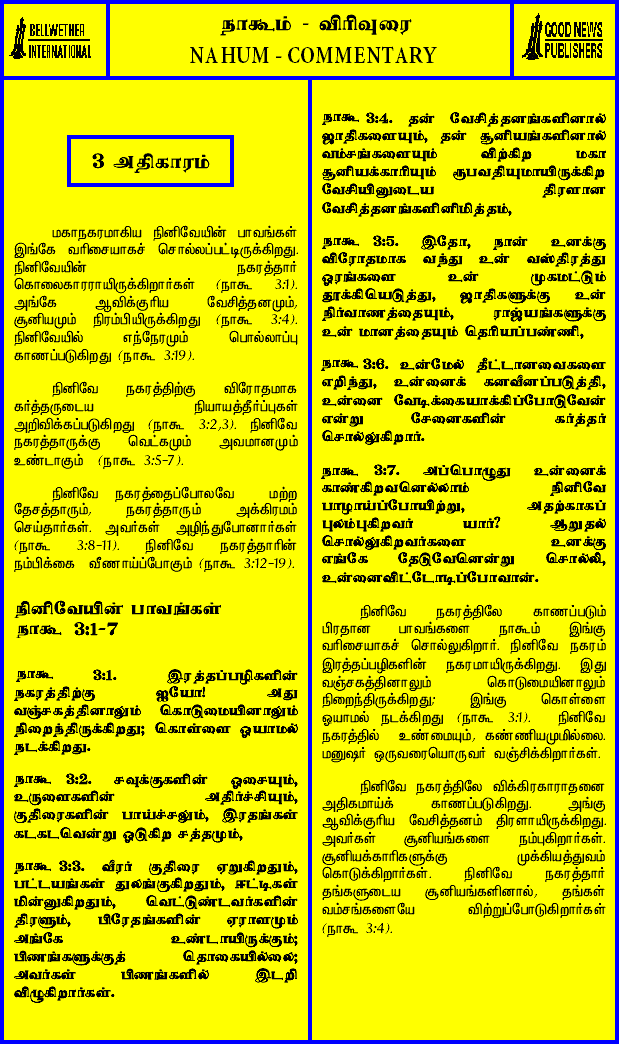 BELLWETHER
INTERNATIONAL
நாகூம் - விரிவுரை
NAHUM - COMMENTARY
GOOD NEWS
PUBLISHERS
3 அதிகாரம்
மகாநகரமாகிய நினிவேயின் பாவங்கள்
இங்கே வரிசையாகச் சொல்லப்பட்டிருக்கிறது.
நினிவேயின் நகரத்தார்
கொலைகாரராயிருக்கிறார்கள் (நாகூ 3:1).
அங்கே ஆவிக்குரிய வேசித்தனமும்,
சூனியமும் நிரம்பியிருக்கிறது (நாகூ 3:4).
நினிவேயில் எந்நேரமும் பொல்லாப்பு
காணப்படுகிறது (நாகூ 3:19).
நினிவே நகரத்திற்கு விரோதமாக
கர்த்தருடைய நியாயத்தீர்ப்புகள்
அறிவிக்கப்படுகிறது (நாகூ 3:2,3). நினிவே
நகரத்தாருக்கு வெட்கமும் அவமானமும்
உண்டாகும் (நாகூ 3:5-7).
நினிவே நகரத்தைப்போலவே மற்ற
தேசத்தாரும், நகரத்தாரும் அக்கிரமம்
செய்தார்கள். அவர்கள் அழிந்துபோனார்கள்
(நாகூ 3:8-11). நினிவே நகரத்தாரின்
நம்பிக்கை வீணாய்ப்போகும் (நாகூ 3:12-19).
நினிவேயின் பாவங்கள்
நாகூ 3:1-7
நாகூ 3:1. இரத்தப்பழிகளின்
நகரத்திற்கு ஐயோ! அது
வஞ்சகத்தினாலும் கொடுமையினாலும்
நிறைந்திருக்கிறது; கொள்ளை ஓயாமல்
நடக்கிறது.
நாகூ 3:2. சவுக்குகளின் ஓசையும்,
உருளைகளின் அதிர்ச்சியும்,
குதிரைகளின் பாய்ச்சலும், இரதங்கள்
கடகடவென்று ஓடுகிற சத்தமும்,
நாகூ 3:3. வீரர் குதிரை ஏறுகிறதும்,
பட்டயங்கள் துலங்குகிறதும், ஈட்டிகள்
மின்னுகிறதும், வெட்டுண்டவர்களின்
திரளும், பிரேதங்களின் ஏராளமும்
அங்கே உண்டாயிருக்கும்;
பிணங்களுக்குத் தொகையில்லை;
அவர்கள் பிணங்களில் இடறி
விழுகிறார்கள்.
நாகூ 3:4. தன் வேசித்தனங்களினால்
ஜாதிகளையும், தன் சூனியங்களினால்
வம்சங்களையும் விற்கிற மகா
சூனியக்காரியும் ரூபவதியுமாயிருக்கிற
வேசியினுடைய திரளான
வேசித்தனங்களினிமித்தம்,
நாகூ 3:5. இதோ, நான் உனக்கு
விரோதமாக வந்து உன் வஸ்திரத்து
ஓரங்களை உன் முகமட்டும்
தூக்கியெடுத்து, ஜாதிகளுக்கு உன்
நிர்வாணத்தையும், ராஜ்யங்களுக்கு
உன் மானத்தையும் தெரியப்பண்ணி,
நாகூ 3:6. உன்மேல் தீட்டானவைகளை
எறிந்து, உன்னைக் கனவீனப்படுத்தி,
உன்னை வேடிக்கையாக்கிப்போடுவேன்
என்று சேனைகளின் கர்த்தர்
சொல்லுகிறார்.
நாகூ 3:7. அப்பொழுது உன்னைக்
காண்கிறவனெல்லாம் நினிவே
பாழாய்ப்போயிற்று, அதற்காகப்
புலம்புகிறவர் யார்? ஆறுதல்
சொல்லுகிறவர்களை உனக்கு
எங்கே தேடுவேனென்று சொல்லி,
உன்னைவிட்டோடிப்போவான்.
நினிவே நகரத்திலே காணப்படும்
பிரதான பாவங்களை நாகூம் இங்கு
வரிசையாகச் சொல்லுகிறார். நினிவே நகரம்
இரத்தப்பழிகளின் நகரமாயிருக்கிறது. இது
வஞ்சகத்தினாலும் கொடுமையினாலும்
நிறைந்திருக்கிறது; இங்கு கொள்ளை
ஓயாமல் நடக்கிறது (நாகூ 3:1). நினிவே
நகரத்தில் உண்மையும், கண்ணியமுமில்லை.
மனுஷர் ஒருவரையொருவர் வஞ்சிக்கிறார்கள்.
நினிவே நகரத்திலே விக்கிரகாராதனை
அதிகமாய்க் காணப்படுகிறது. அங்கு
ஆவிக்குரிய வேசித்தனம் திரளாயிருக்கிறது.
அவர்கள் சூனியங்களை நம்புகிறார்கள்.
சூனியக்காரிகளுக்கு முக்கியத்துவம்
கொடுக்கிறார்கள். நினிவே நகரத்தார்
தங்களுடைய சூனியங்களினால், தங்கள்
வம்சங்களையே விற்றுப்போடுகிறார்கள்
(நாகூ 3:4).